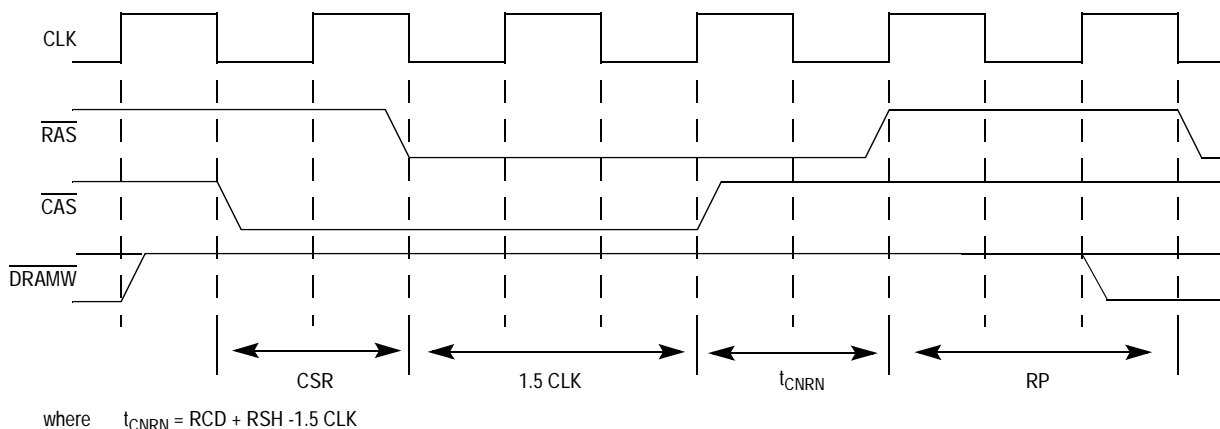 CLK
RAS
CAS
DRAMW
CSR 1.5 CLK tCNRN RP
where tCNRN = RCD + RSH -1.5 CLK